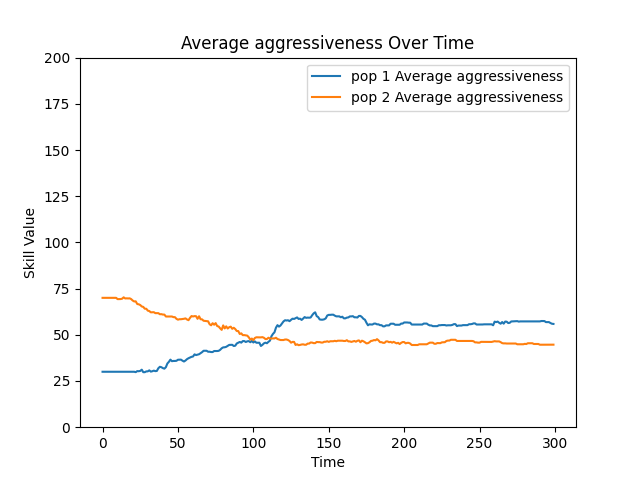 Average aggressiveness Over Time
pop 1 Average aggressiveness
pop 2 Average aggressiveness
200
175
150
125
100
75
50
25
0
Skill Value
0 50 100 150 200 250 300
Time